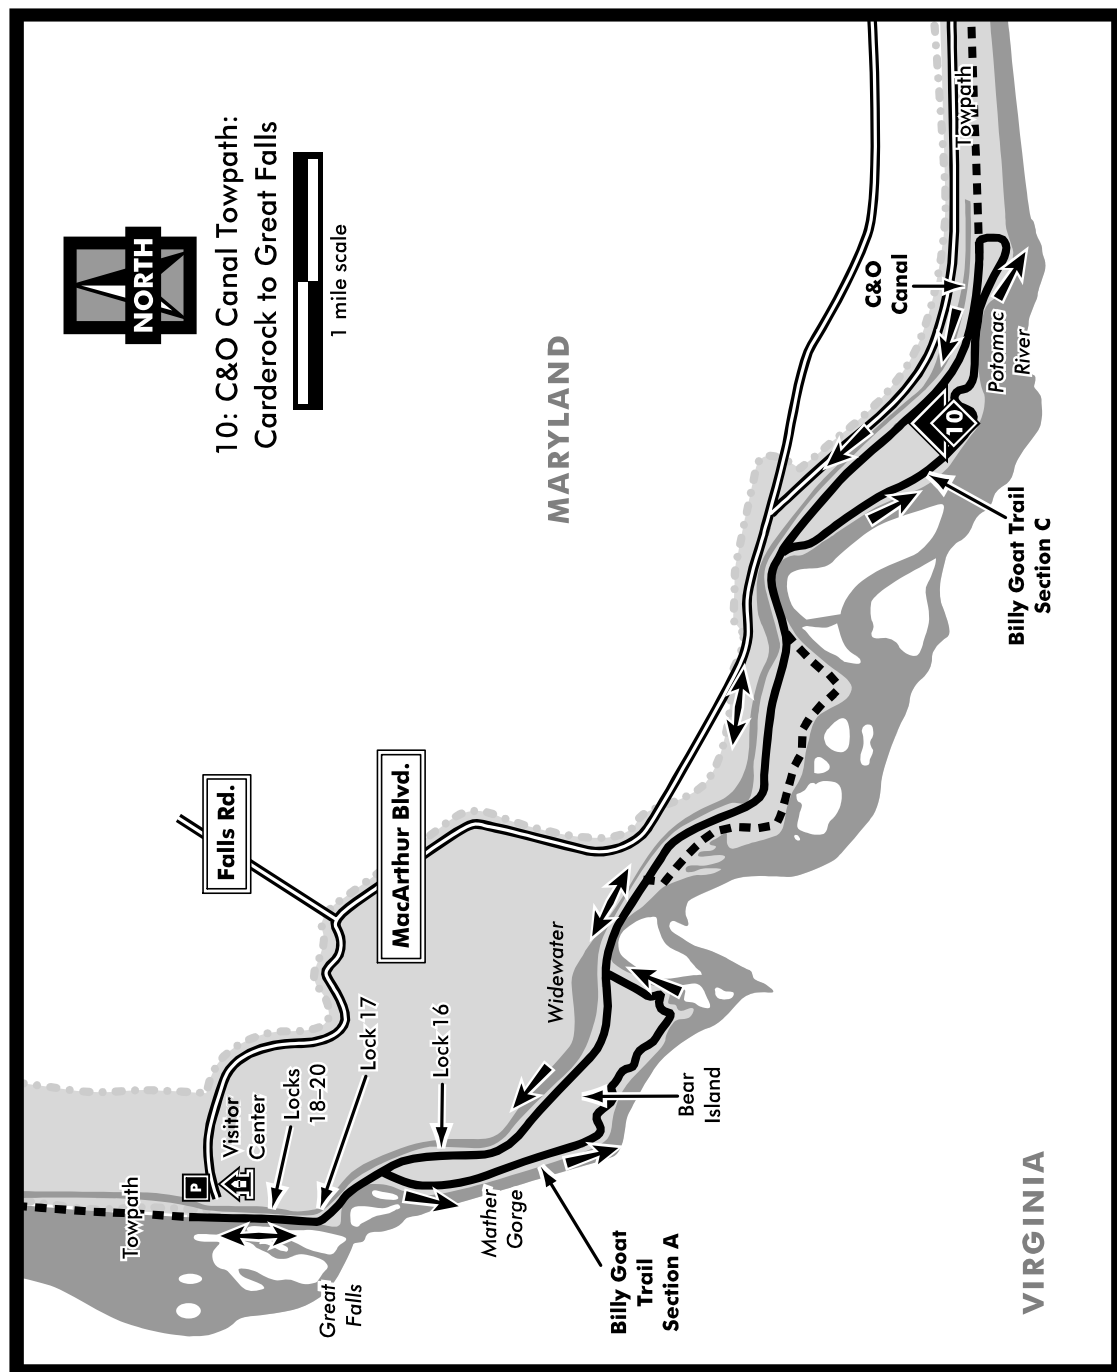 NORTH
10: C&O Canal Towpath:
Carderock to Great Falls
1 mile scale
MARYLAND
Towpath
C&O
Canal
Potomac
River
10
Billy Goat Trail
Section C
Falls Rd.
MacArthur Blvd.
Widewater
Lock 16
Lock 17
Locks
18–20
Visitor
Center
P
Towpath
Bear
Island
Mather
Gorge
Great
Falls
Billy Goat
Trail
Section A
VIRGINIA